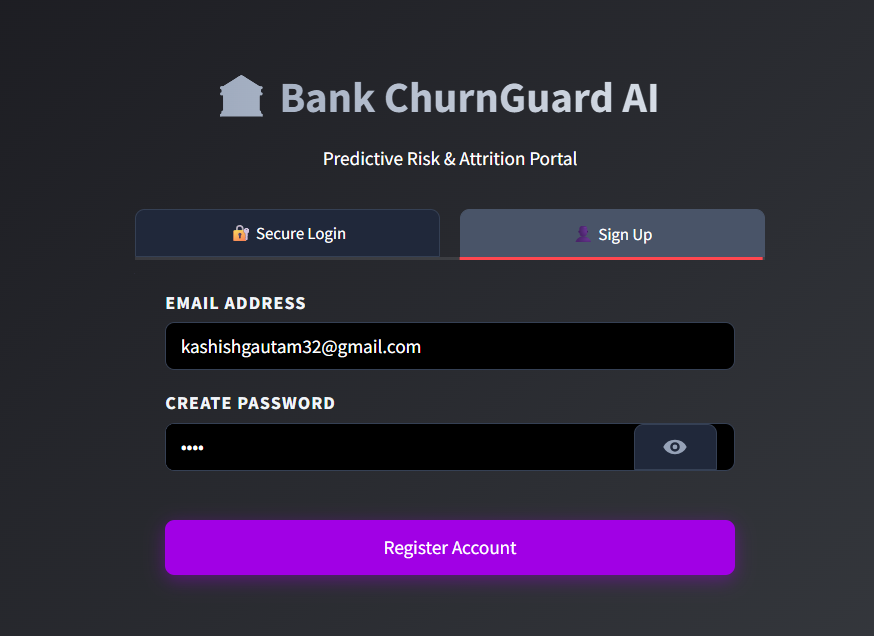 Bank ChurnGuard AI
Predictive Risk & Attrition Portal
Secure Login
Sign Up
EMAIL ADDRESS
kashishgautam32@gmail.com
CREATE PASSWORD
••••
Register Account